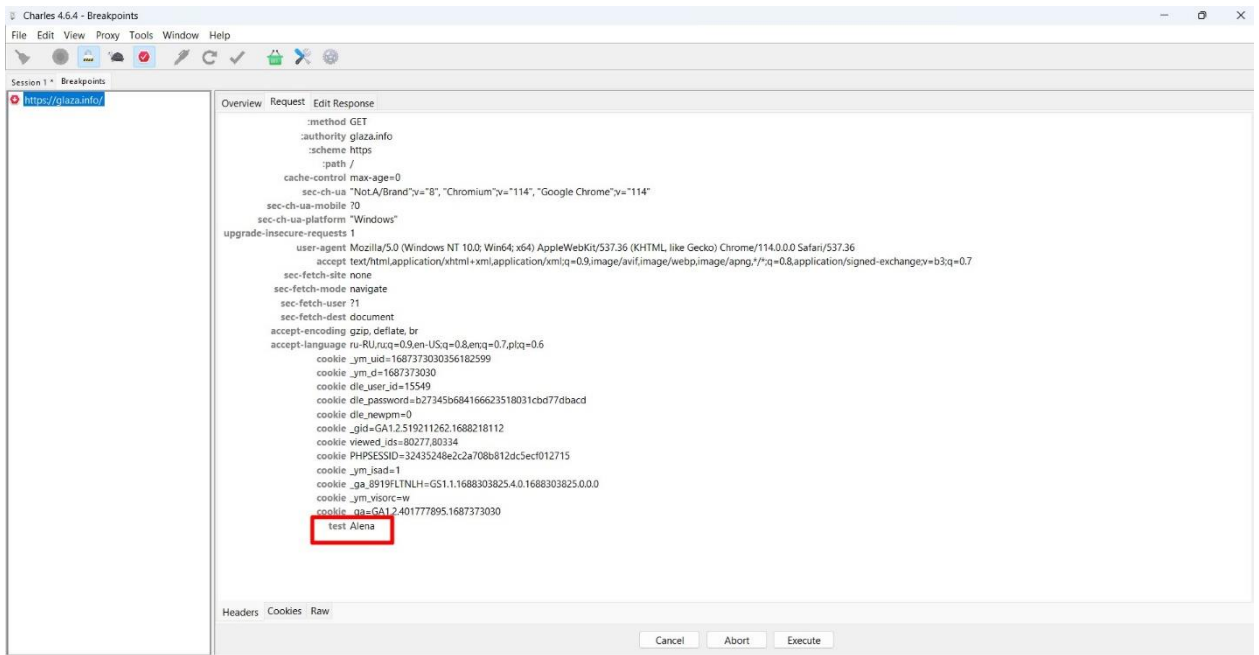 Charles 4.6.4 - Breakpoints
File Edit View Proxy Tools Window Help
Session 1 * Breakpoints
https://glaza.info/
Overview Request Edit Response
:method GET
:authority glaza.info
:scheme https
:path /
cache-control max-age=0
sec-ch-ua "Not.A/Brand";v="8", "Chromium";v="114", "Google Chrome";v="114"
sec-ch-ua-mobile ?0
sec-ch-ua-platform "Windows"
upgrade-insecure-requests 1
user-agent Mozilla/5.0 (Windows NT 10.0; Win64; x64) AppleWebKit/537.36 (KHTML, like Gecko) Chrome/114.0.0.0 Safari/537.36
accept text/html,application/xhtml+xml,application/xml;q=0.9,image/avif,image/webp,image/apng,*/*;q=0.8,application/signed-exchange;v=b3;q=0.7
sec-fetch-site none
sec-fetch-mode navigate
sec-fetch-user ?1
sec-fetch-dest document
accept-encoding gzip, deflate, br
accept-language ru-RU,ru;q=0.9,en-US;q=0.8,en;q=0.7,pl;q=0.6
cookie _ym_uid=1687373030356182599
cookie _ym_d=1687373030
cookie dle_user_id=15549
cookie dle_password=b27345b684166623518031cbd77dbacd
cookie dle_newpm=0
cookie _gid=GA1.2.519211262.1688218112
cookie viewed_ids=80277,80334
cookie PHPSESSID=32435248e2c2a708b812dc5ecf012715
cookie _ym_isad=1
cookie _ga_8919FLTNLH=GS1.1.1688303825.4.0.1688303825.0.0.0
cookie _ym_visorc=w
cookie _ga=GA1.2.401777895.1687373030
test Alena
Headers Cookies Raw
Cancel Abort Execute